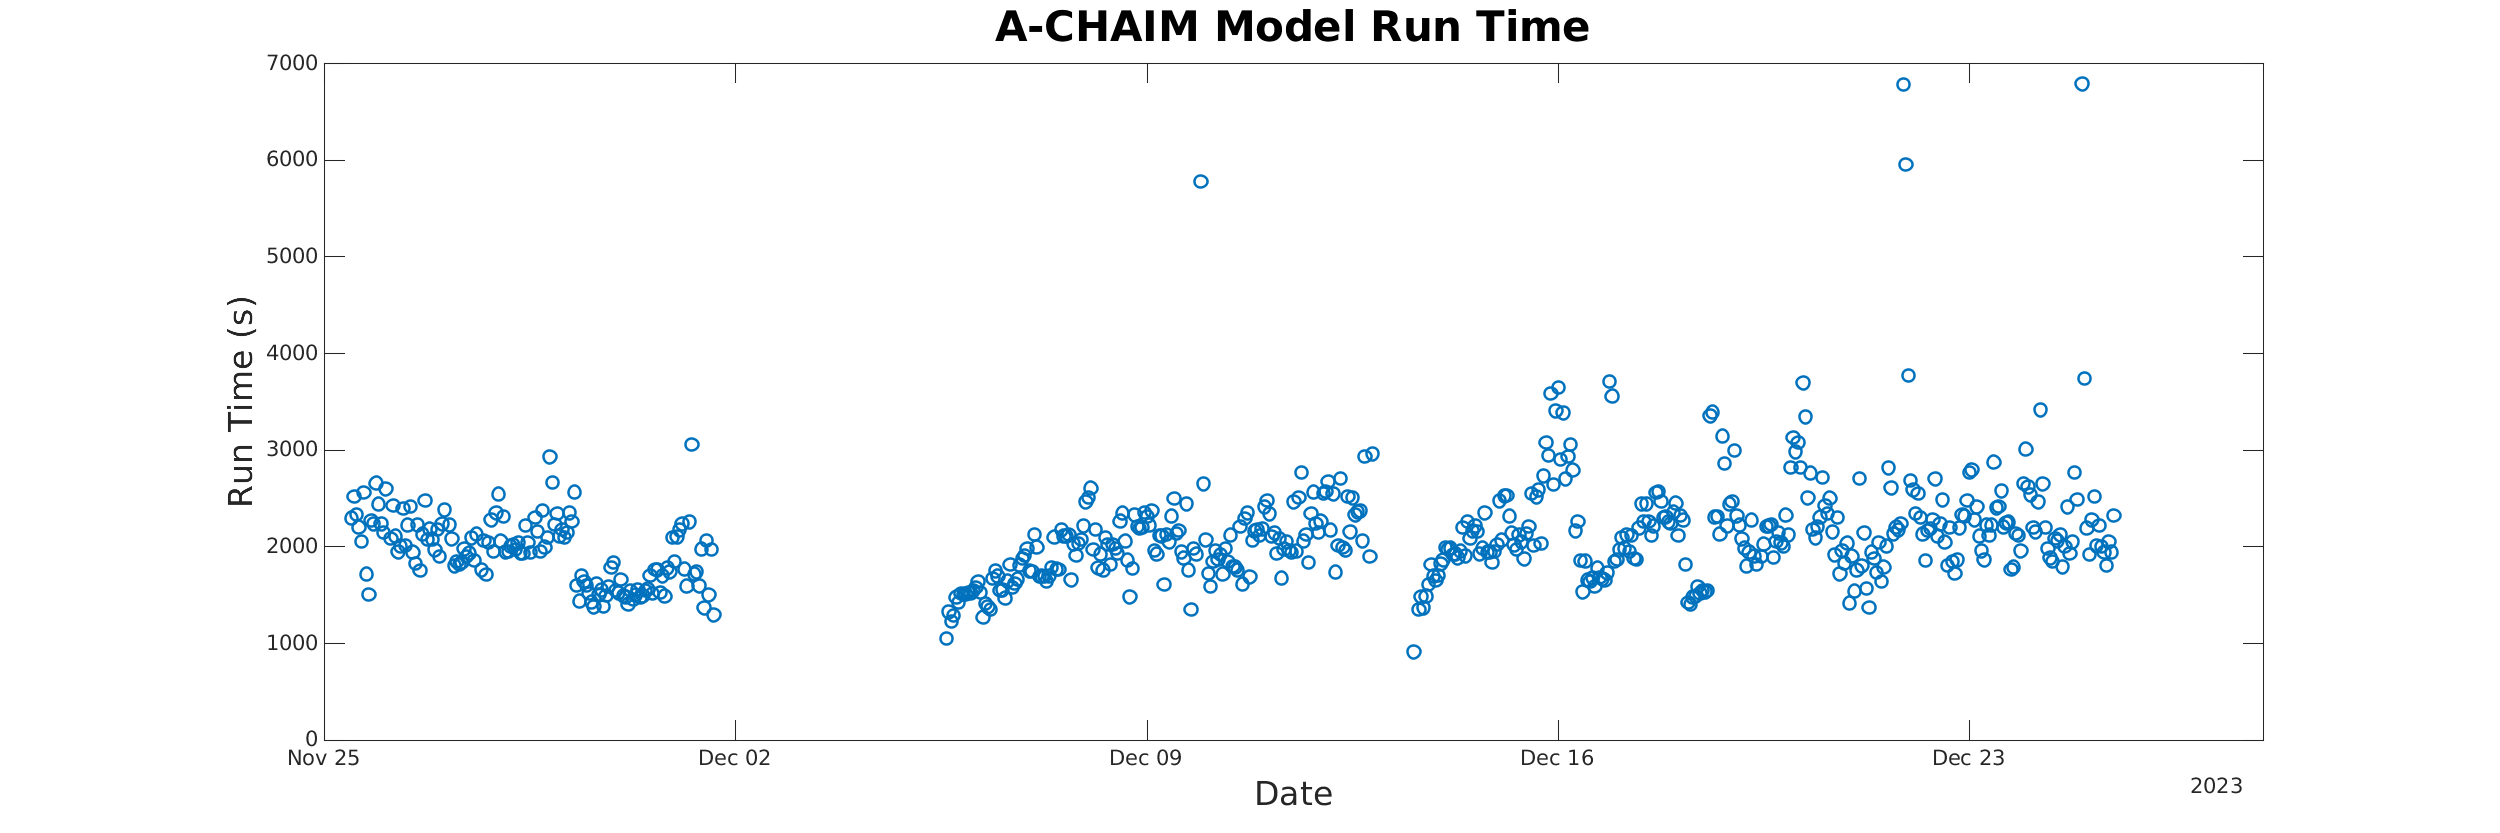 A-CHAIM Model Run Time
7000
6000
5000
4000
3000
2000
1000
0
Run Time (s)
Nov 25 Dec 02 Dec 09 Dec 16 Dec 23
2023
Date